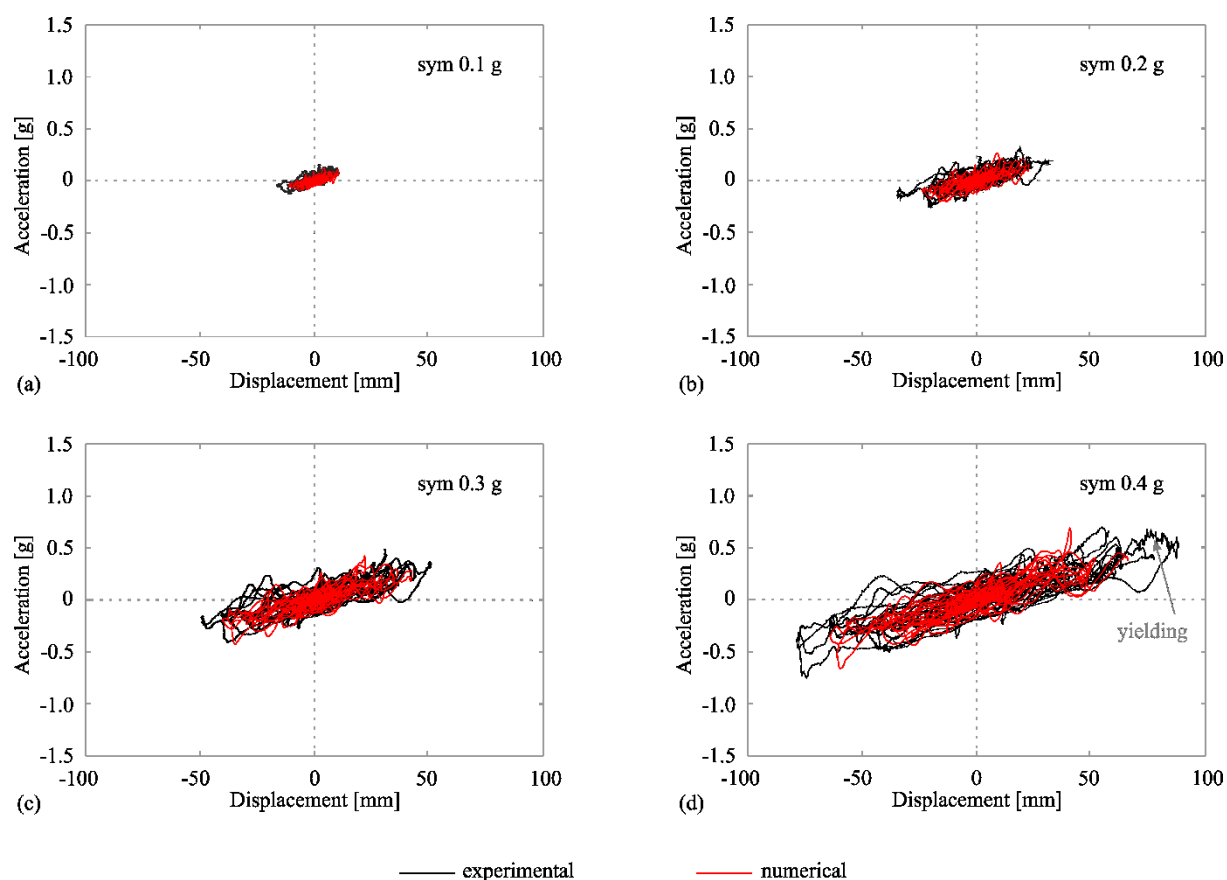 1.5
1.0
0.5
0
-0.5
-1.0
-1.5
Acceleration [g]
sym 0.1 g
-100 -50 0 50 100
(a) Displacement [mm]
1.5
1.0
0.5
0
-0.5
-1.0
-1.5
Acceleration [g]
sym 0.2 g
-100 -50 0 50 100
(b) Displacement [mm]
1.5
1.0
0.5
0
-0.5
-1.0
-1.5
Acceleration [g]
sym 0.3 g
-100 -50 0 50 100
(c) Displacement [mm]
1.5
1.0
0.5
0
-0.5
-1.0
-1.5
Acceleration [g]
sym 0.4 g
yielding
-100 -50 0 50 100
(d) Displacement [mm]
experimental numerical